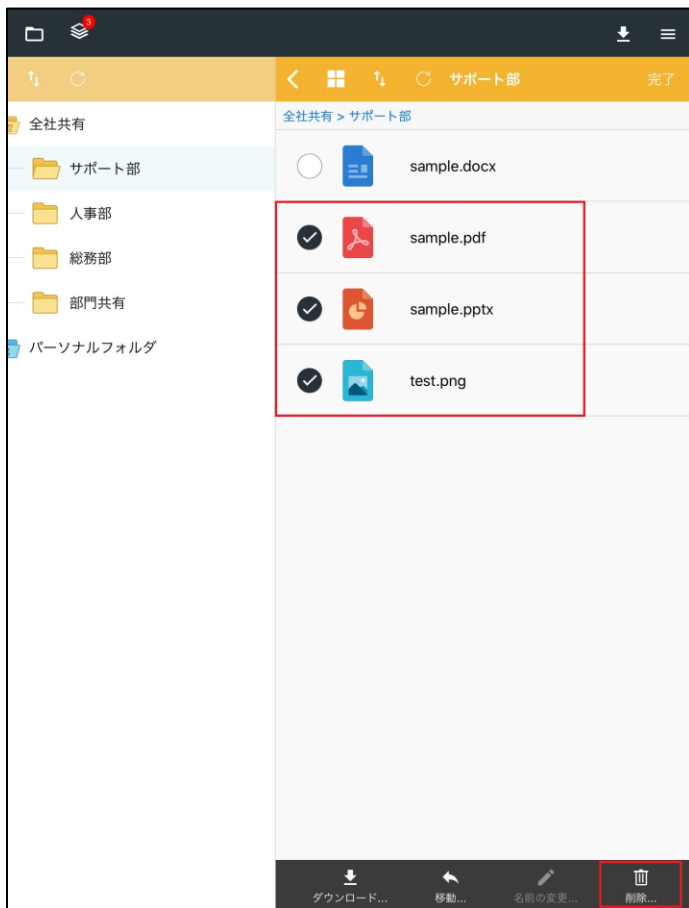 3
サポート部
完了
全社共有
サポート部
人事部
総務部
部門共有
パーソナルフォルダ
全社共有 > サポート部
sample.docx
sample.pdf
sample.pptx
test.png
ダウンロード...
移動...
名前の変更...
削除...